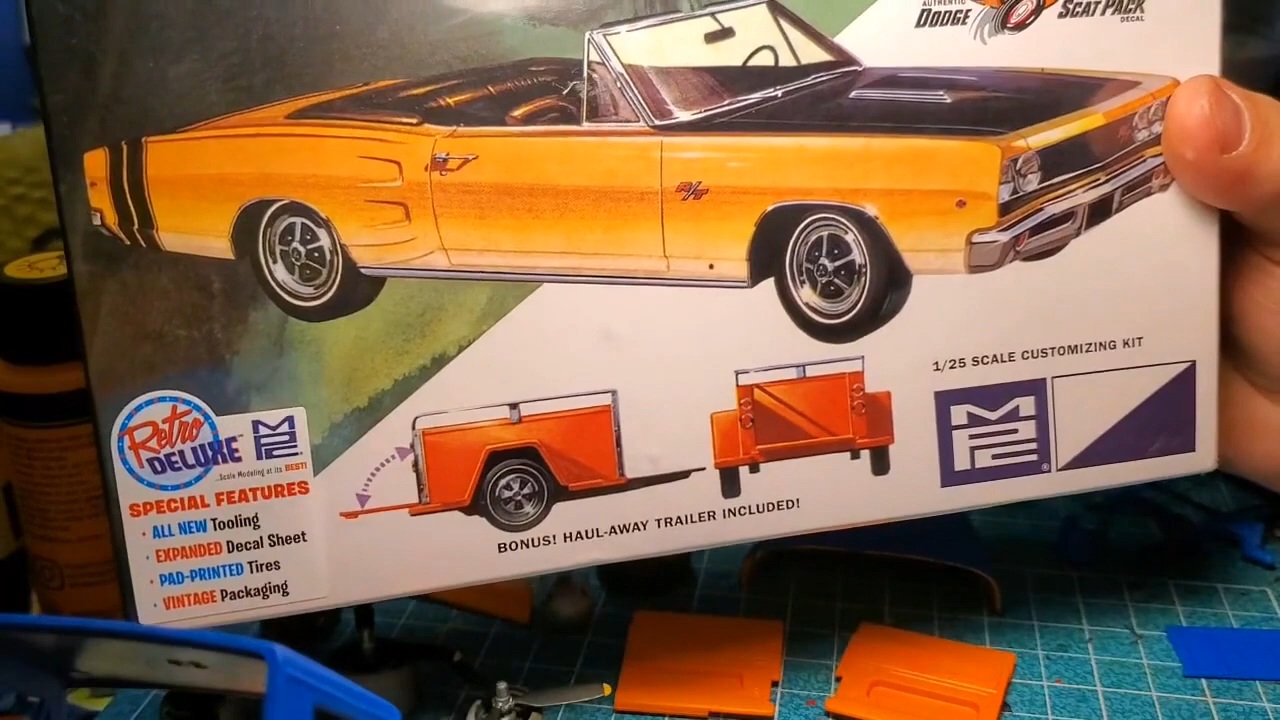 AUTHENTIC
DODGE
SCAT PACK
DECAL
R/T
1/25 SCALE CUSTOMIZING KIT
MPC
®
Retro
DELUXE™
MPC
...Scale Modeling at its BEST!
SPECIAL FEATURES
• ALL NEW Tooling
• EXPANDED Decal Sheet
• PAD-PRINTED Tires
• VINTAGE Packaging
BONUS! HAUL-AWAY TRAILER INCLUDED!